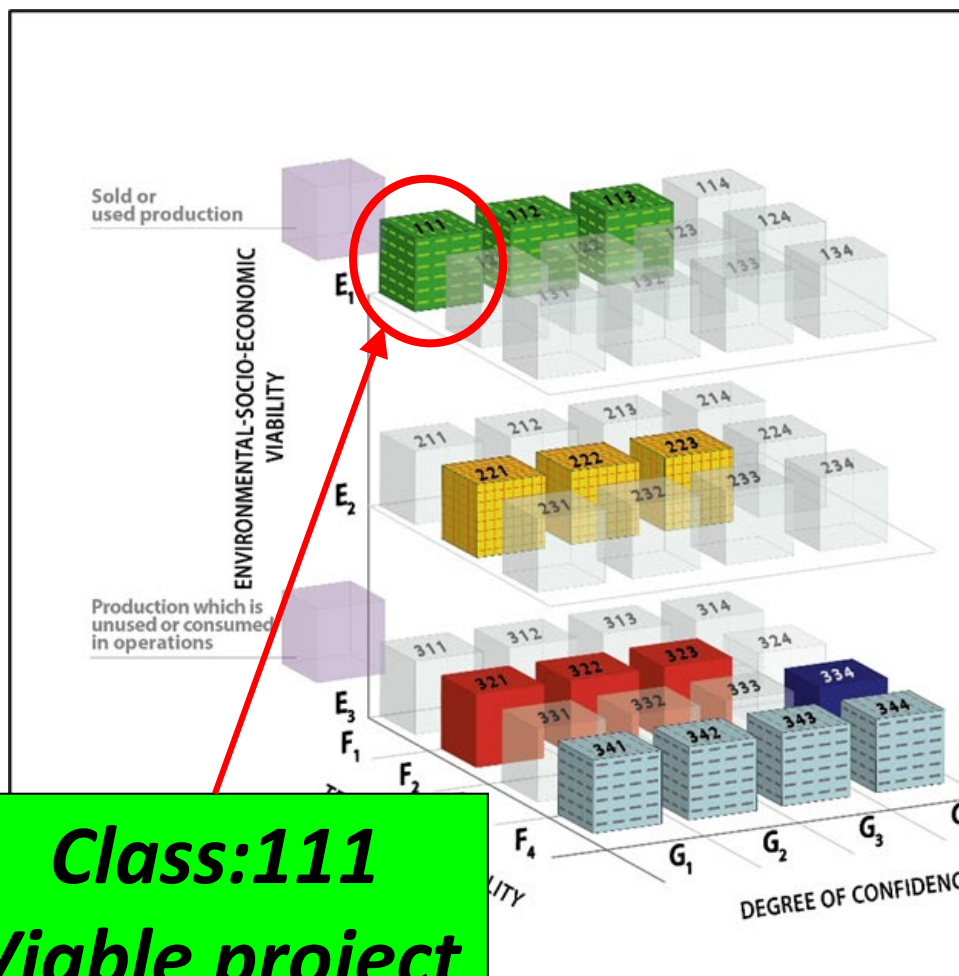 Sold or
used production
ENVIRONMENTAL-SOCIO-ECONOMIC
VIABILITY
E1
111
112
113
114
123
124
131
132
133
134
E2
211
212
213
214
221
222
223
224
231
232
233
234
Production which is
unused or consumed
in operations
E3
311
312
313
314
321
322
323
324
331
332
333
334
341
342
343
344
F1
F2
F4
G1
G2
G3
DEGREE OF CONFIDENC
Class:111
Viable project